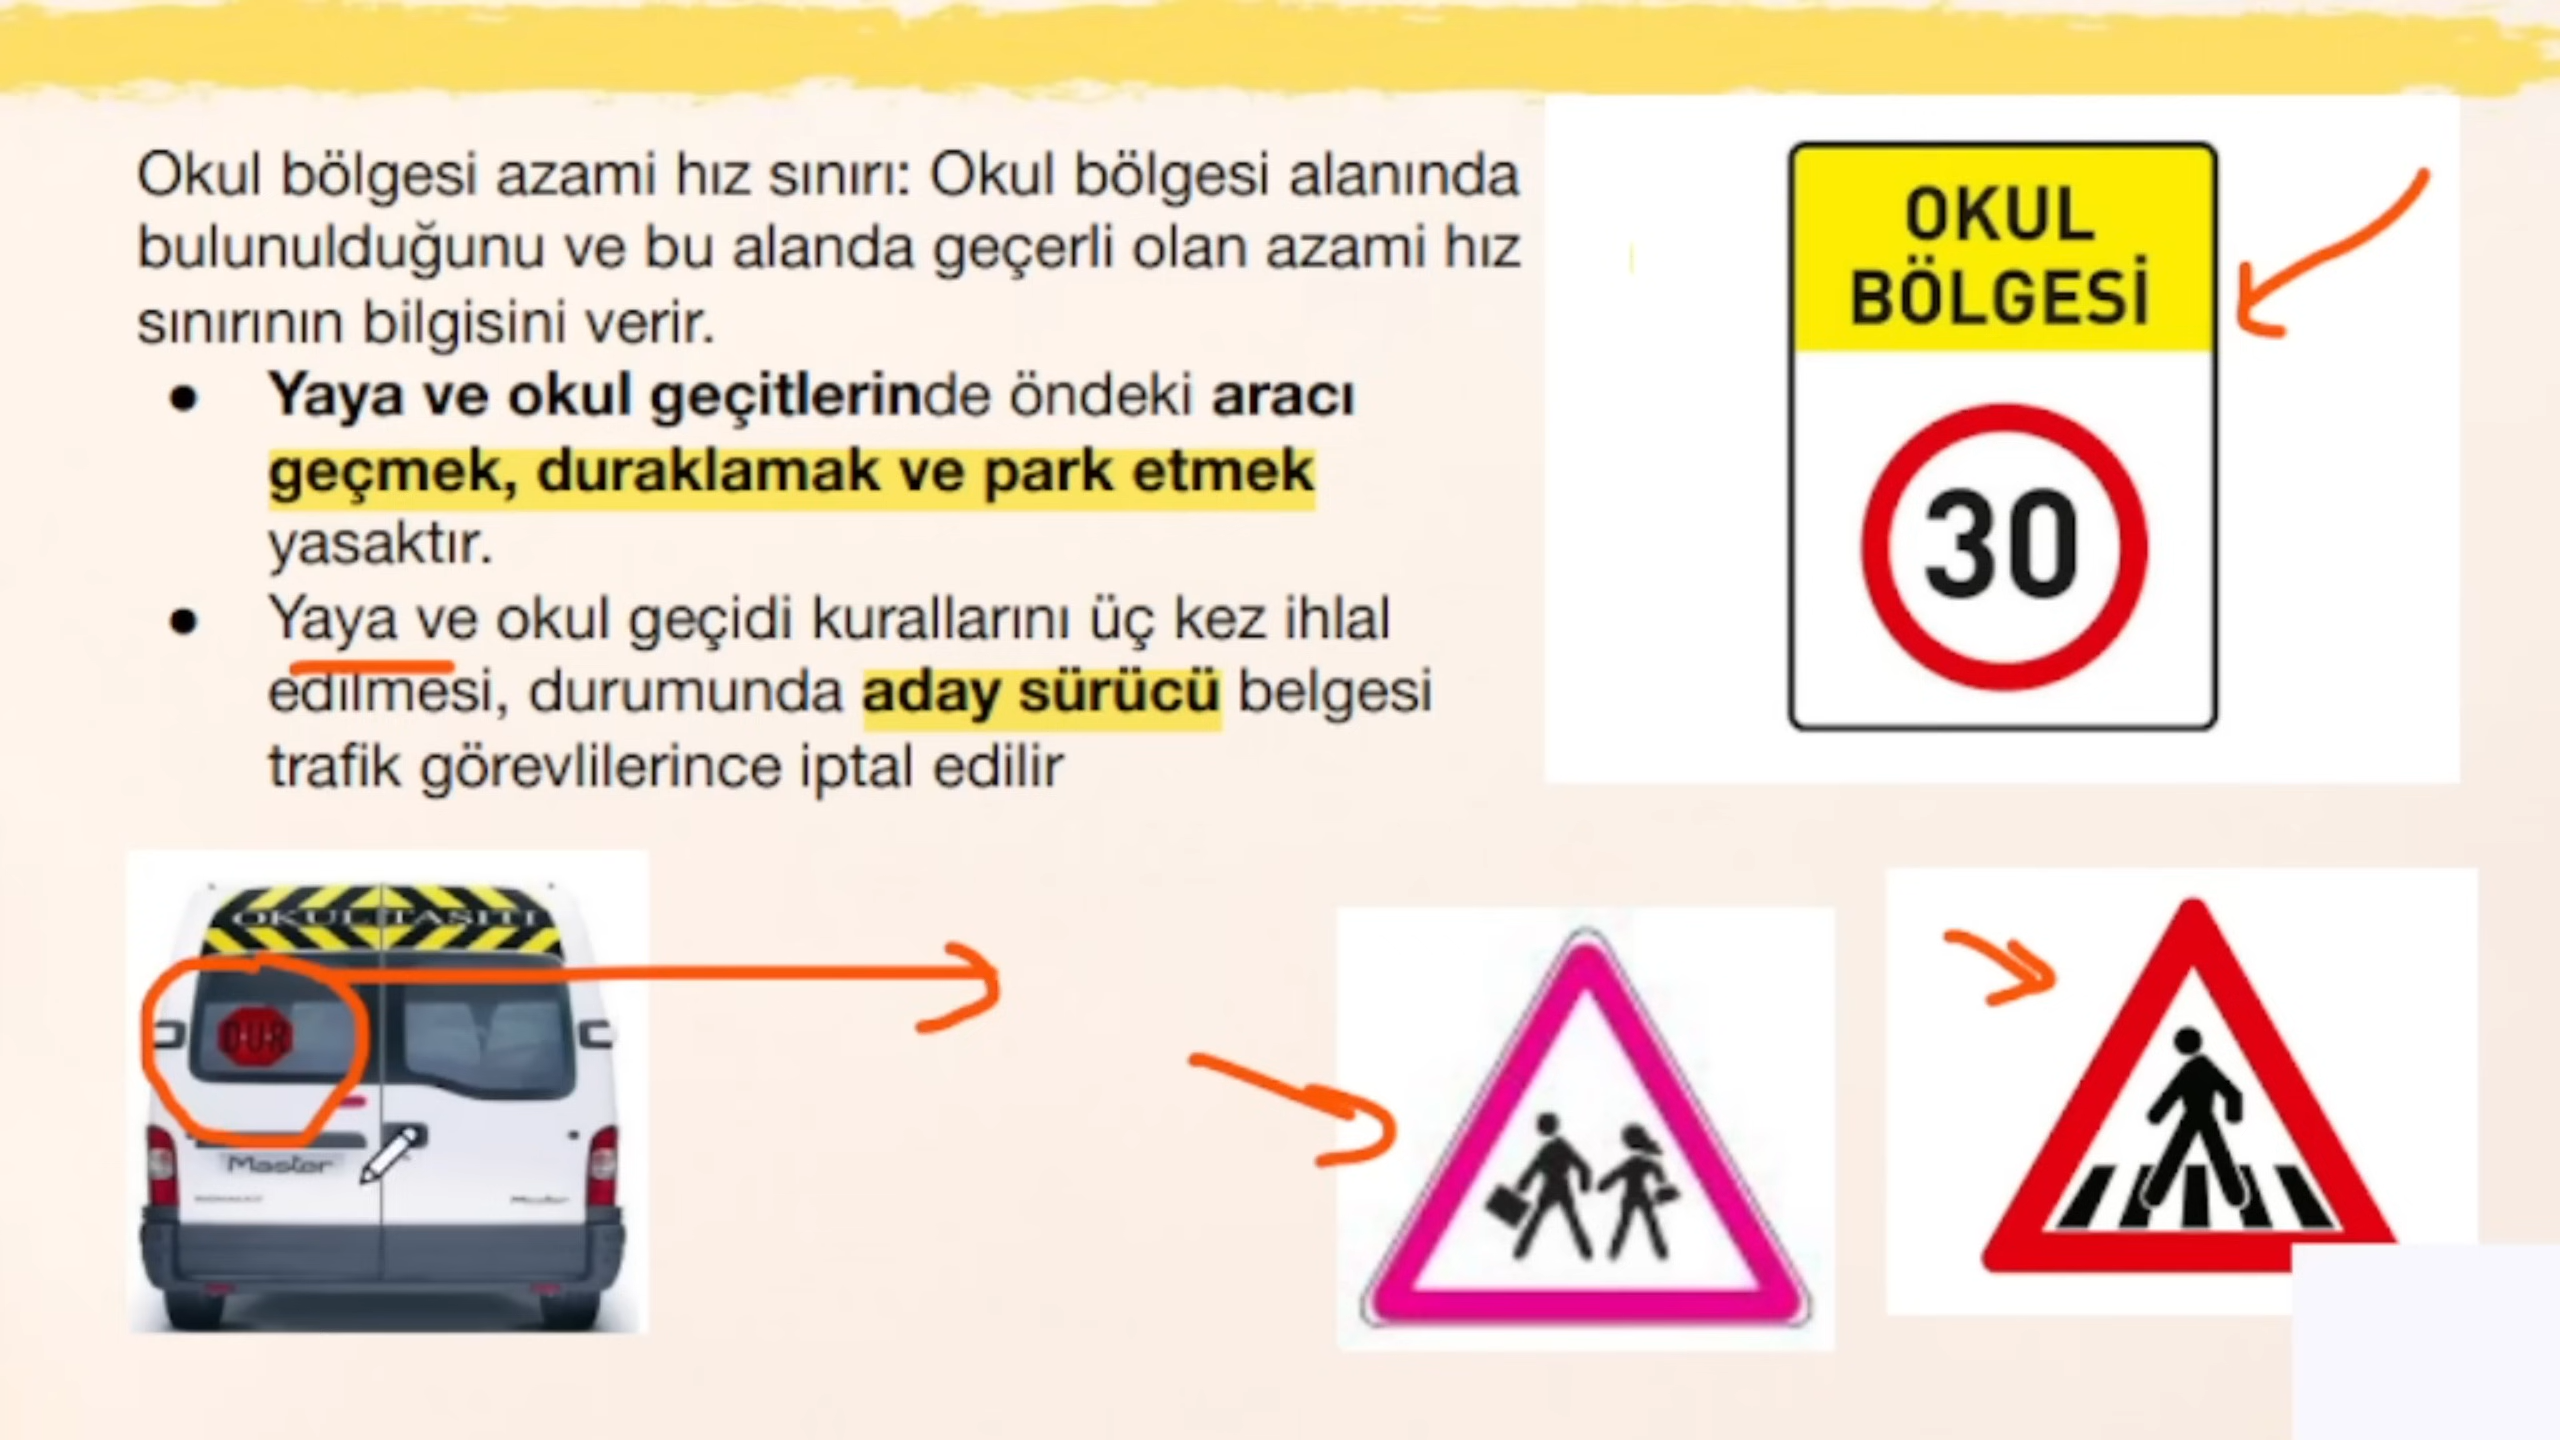 Okul bölgesi azami hız sınırı: Okul bölgesi alanında
bulunulduğunu ve bu alanda geçerli olan azami hız
sınırının bilgisini verir.
● Yaya ve okul geçitlerinde öndeki aracı
geçmek, duraklamak ve park etmek
yasaktır.
● Yaya ve okul geçidi kurallarını üç kez ihlal
edilmesi, durumunda aday sürücü belgesi
trafik görevlilerince iptal edilir
OKUL
BÖLGESİ
30
OKUL TAŞITI
DUR
Master
Master